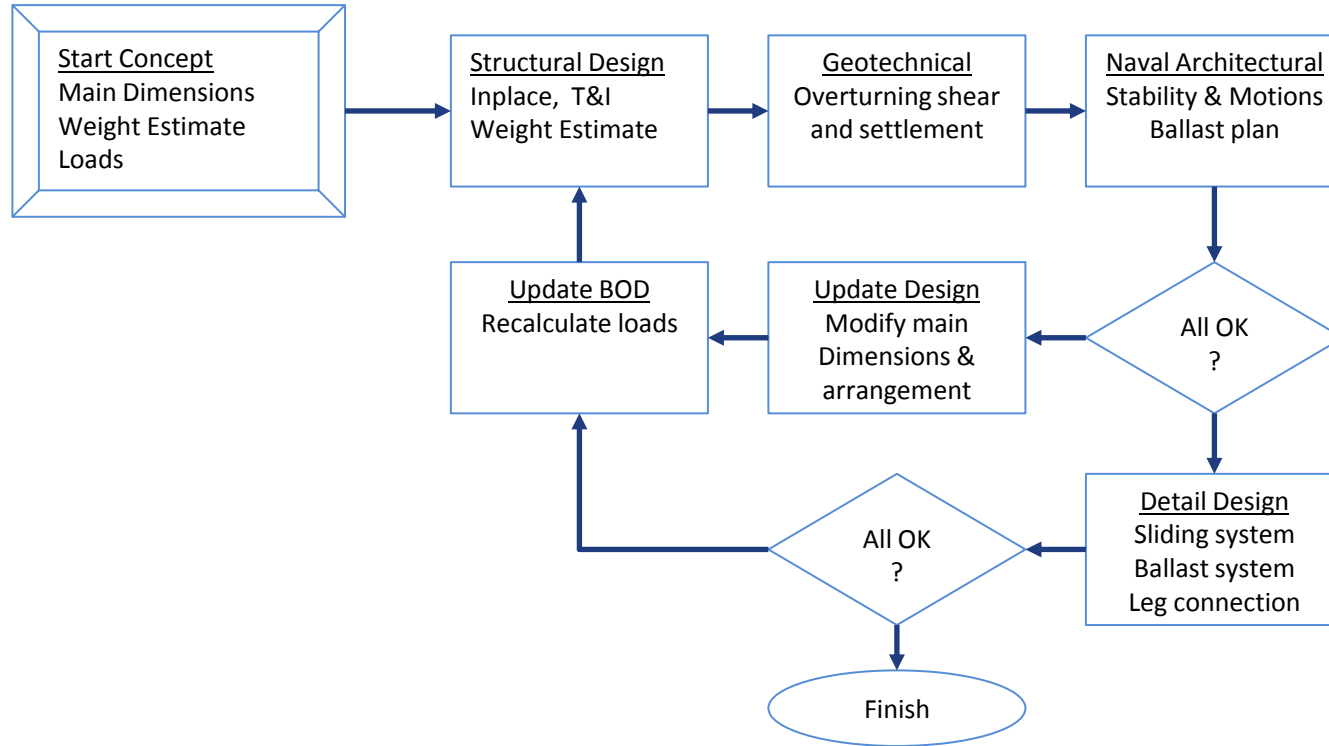 Start Concept
Main Dimensions
Weight Estimate
Loads
Structural Design
Inplace, T&I
Weight Estimate
Geotechnical
Overturning shear
and settlement
Naval Architectural
Stability & Motions
Ballast plan
Update BOD
Recalculate loads
Update Design
Modify main
Dimensions &
arrangement
All OK
?
All OK
?
Detail Design
Sliding system
Ballast system
Leg connection
Finish